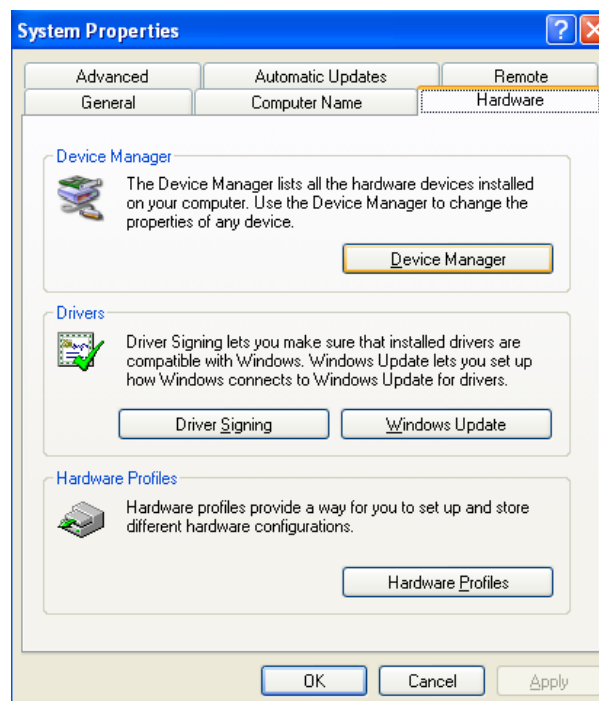 System Properties
Advanced
Automatic Updates
Remote
General
Computer Name
Hardware
Device Manager
The Device Manager lists all the hardware devices installed
on your computer. Use the Device Manager to change the
properties of any device.
Device Manager
Drivers
Driver Signing lets you make sure that installed drivers are
compatible with Windows. Windows Update lets you set up
how Windows connects to Windows Update for drivers.
Driver Signing
Windows Update
Hardware Profiles
Hardware profiles provide a way for you to set up and store
different hardware configurations.
Hardware Profiles
OK
Cancel
Apply